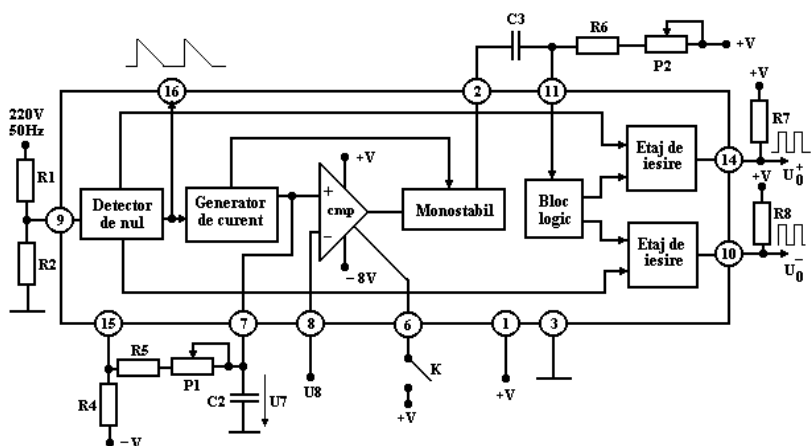 C3
R6
P2
+V
16
2
11
220V
50Hz
+V
R7
R1
Etaj de
iesire
14
U0+
+V
+V
+
cmp
−
9
Detector
de nul
Generator
de curent
Monostabil
Bloc
logic
R8
R2
−8V
Etaj de
iesire
10
U0−
15
7
8
6
1
3
R5
P1
K
R4
C2
U7
U8
+V
+V
−V